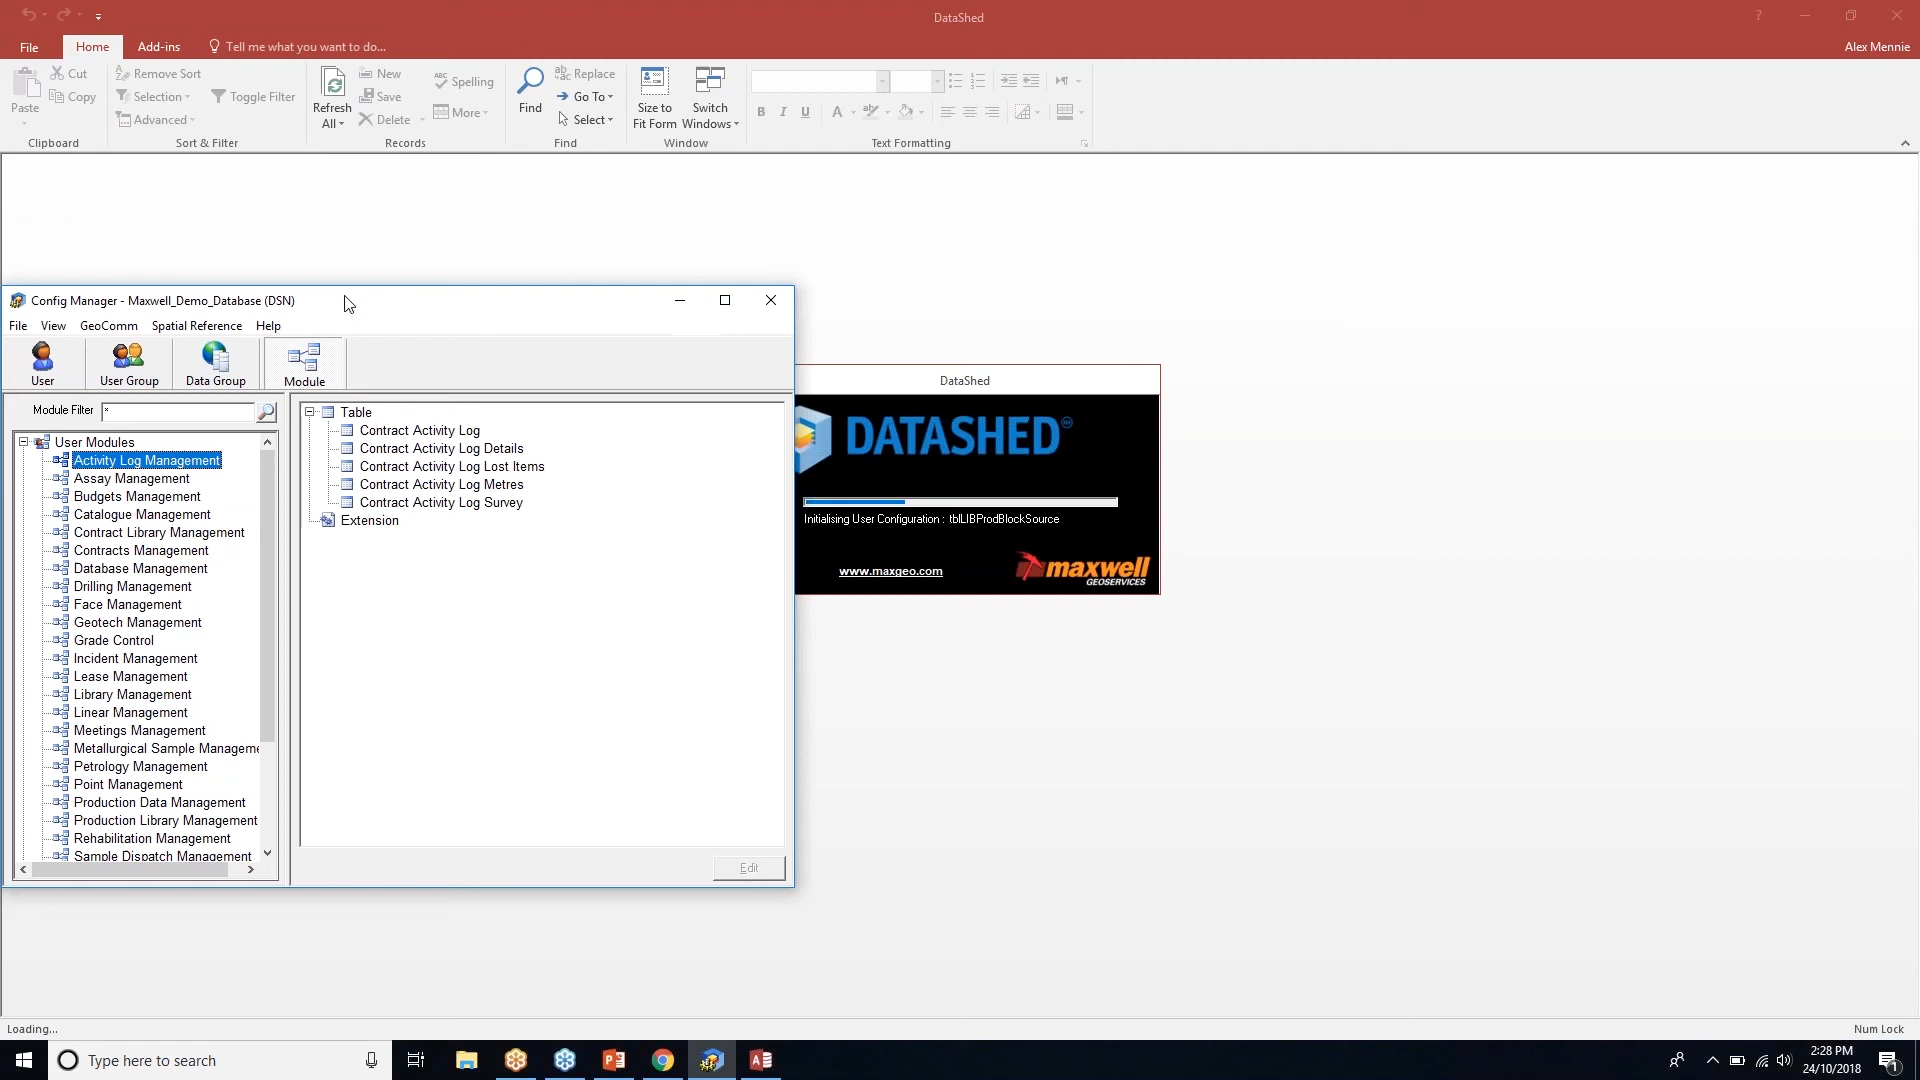 DataShed
File Home Add-ins Tell me what you want to do... Alex Mennie
Paste Cut Copy
Clipboard
Remove Sort
Selection Toggle Filter
Advanced
Sort & Filter
Refresh All
New
Save
Delete
Spelling
More
Records
Find
Replace
Go To
Select
Find
Size to Fit Form
Switch Windows
Window
B I U A
Text Formatting
Config Manager - Maxwell_Demo_Database (DSN)
File View GeoComm Spatial Reference Help
User User Group Data Group Module
Module Filter *
User Modules
Activity Log Management
Assay Management
Budgets Management
Catalogue Management
Contract Library Management
Contracts Management
Database Management
Drilling Management
Face Management
Geotech Management
Grade Control
Incident Management
Lease Management
Library Management
Linear Management
Meetings Management
Metallurgical Sample Manageme
Petrology Management
Point Management
Production Data Management
Production Library Management
Rehabilitation Management
Sample Dispatch Management
Table
Contract Activity Log
Contract Activity Log Details
Contract Activity Log Lost Items
Contract Activity Log Metres
Contract Activity Log Survey
Extension
Edit
DataShed
DATASHED
Initialising User Configuration : tblLIBProdBlockSource
www.maxgeo.com
maxwell
GEOSERVICES
Loading...
Num Lock
Type here to search
2:28 PM
24/10/2018
1